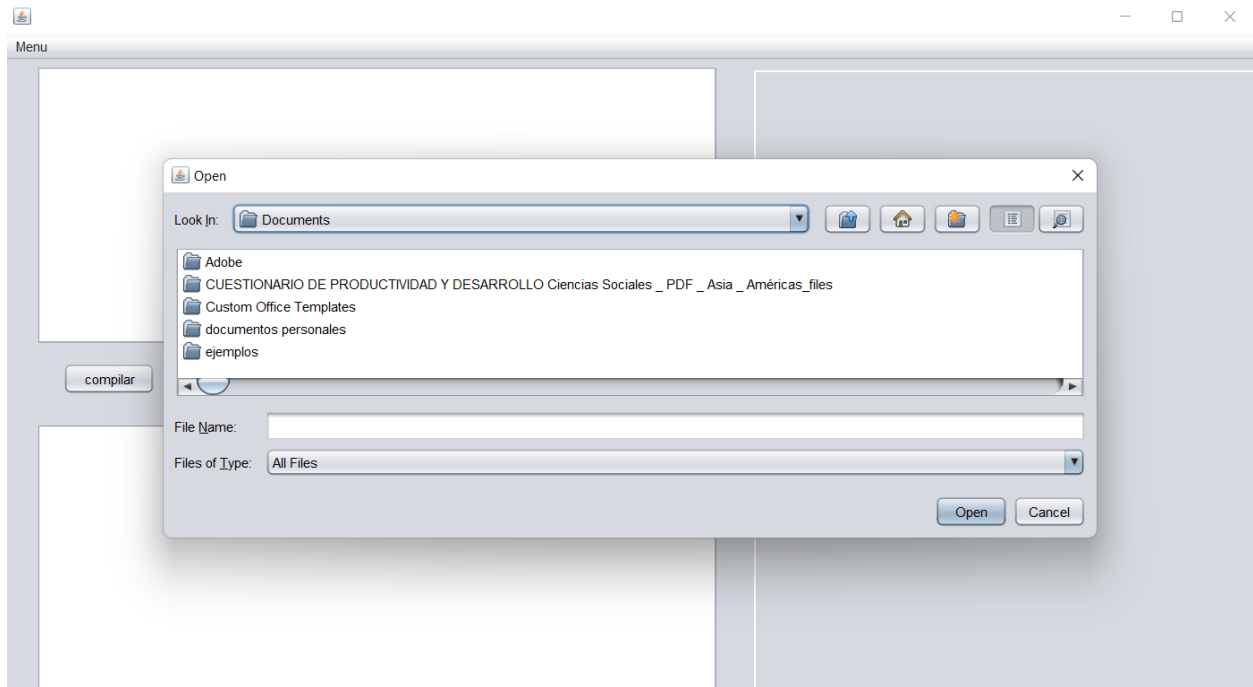 Menu
Open
Look In: Documents
Adobe
CUESTIONARIO DE PRODUCTIVIDAD Y DESARROLLO Ciencias Sociales _ PDF _ Asia _ Américas_files
Custom Office Templates
documentos personales
ejemplos
compilar
File Name:
Files of Type: All Files
Open Cancel